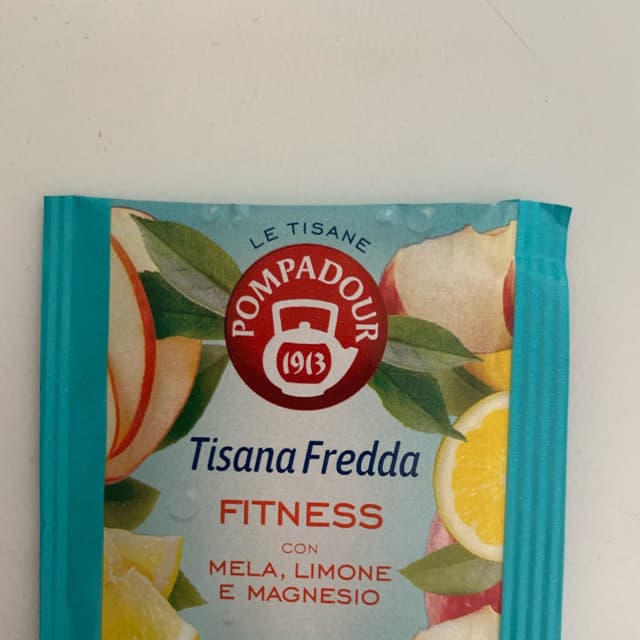 LE TISANE
POMPADOUR
1913
Tisana Fredda
FITNESS
CON
MELA, LIMONE
E MAGNESIO